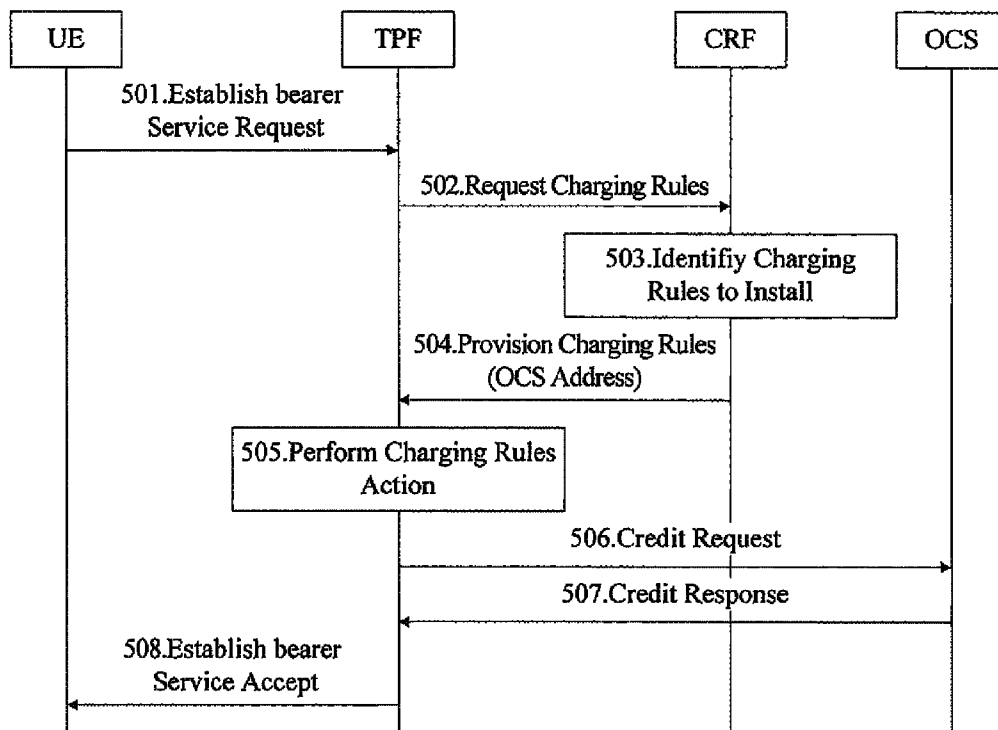 UE
TPF
CRF
OCS
501.Establish bearer
Service Request
502.Request Charging Rules
503.Identifiy Charging
Rules to Install
504.Provision Charging Rules
(OCS Address)
505.Perform Charging Rules
Action
506.Credit Request
507.Credit Response
508.Establish bearer
Service Accept